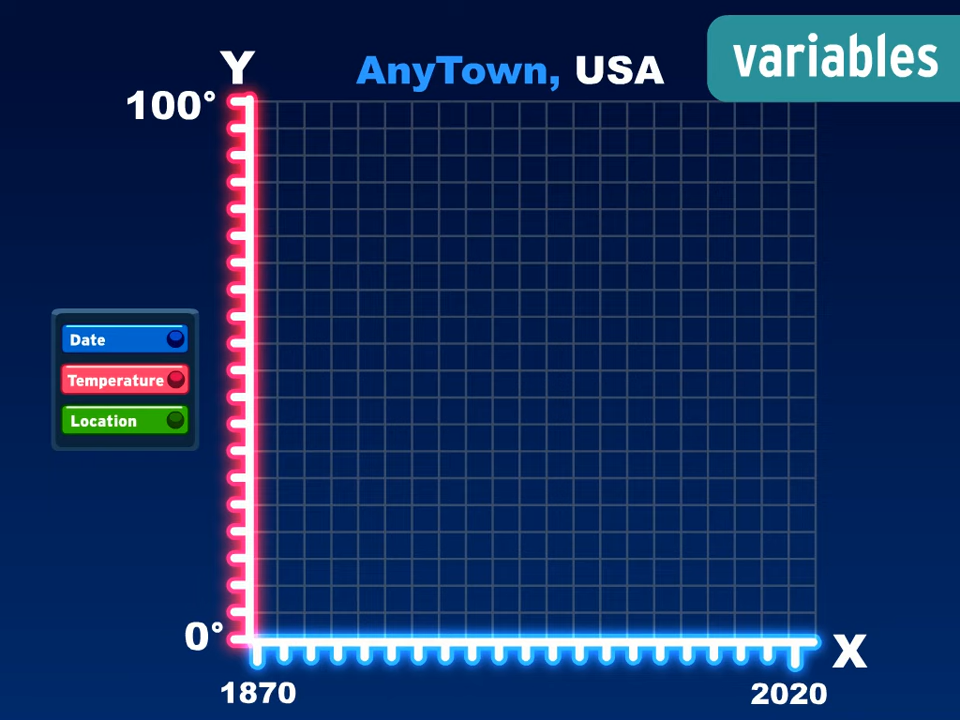 variables
Y
AnyTown, USA
100°
Date
Temperature
Location
0°
X
1870
2020